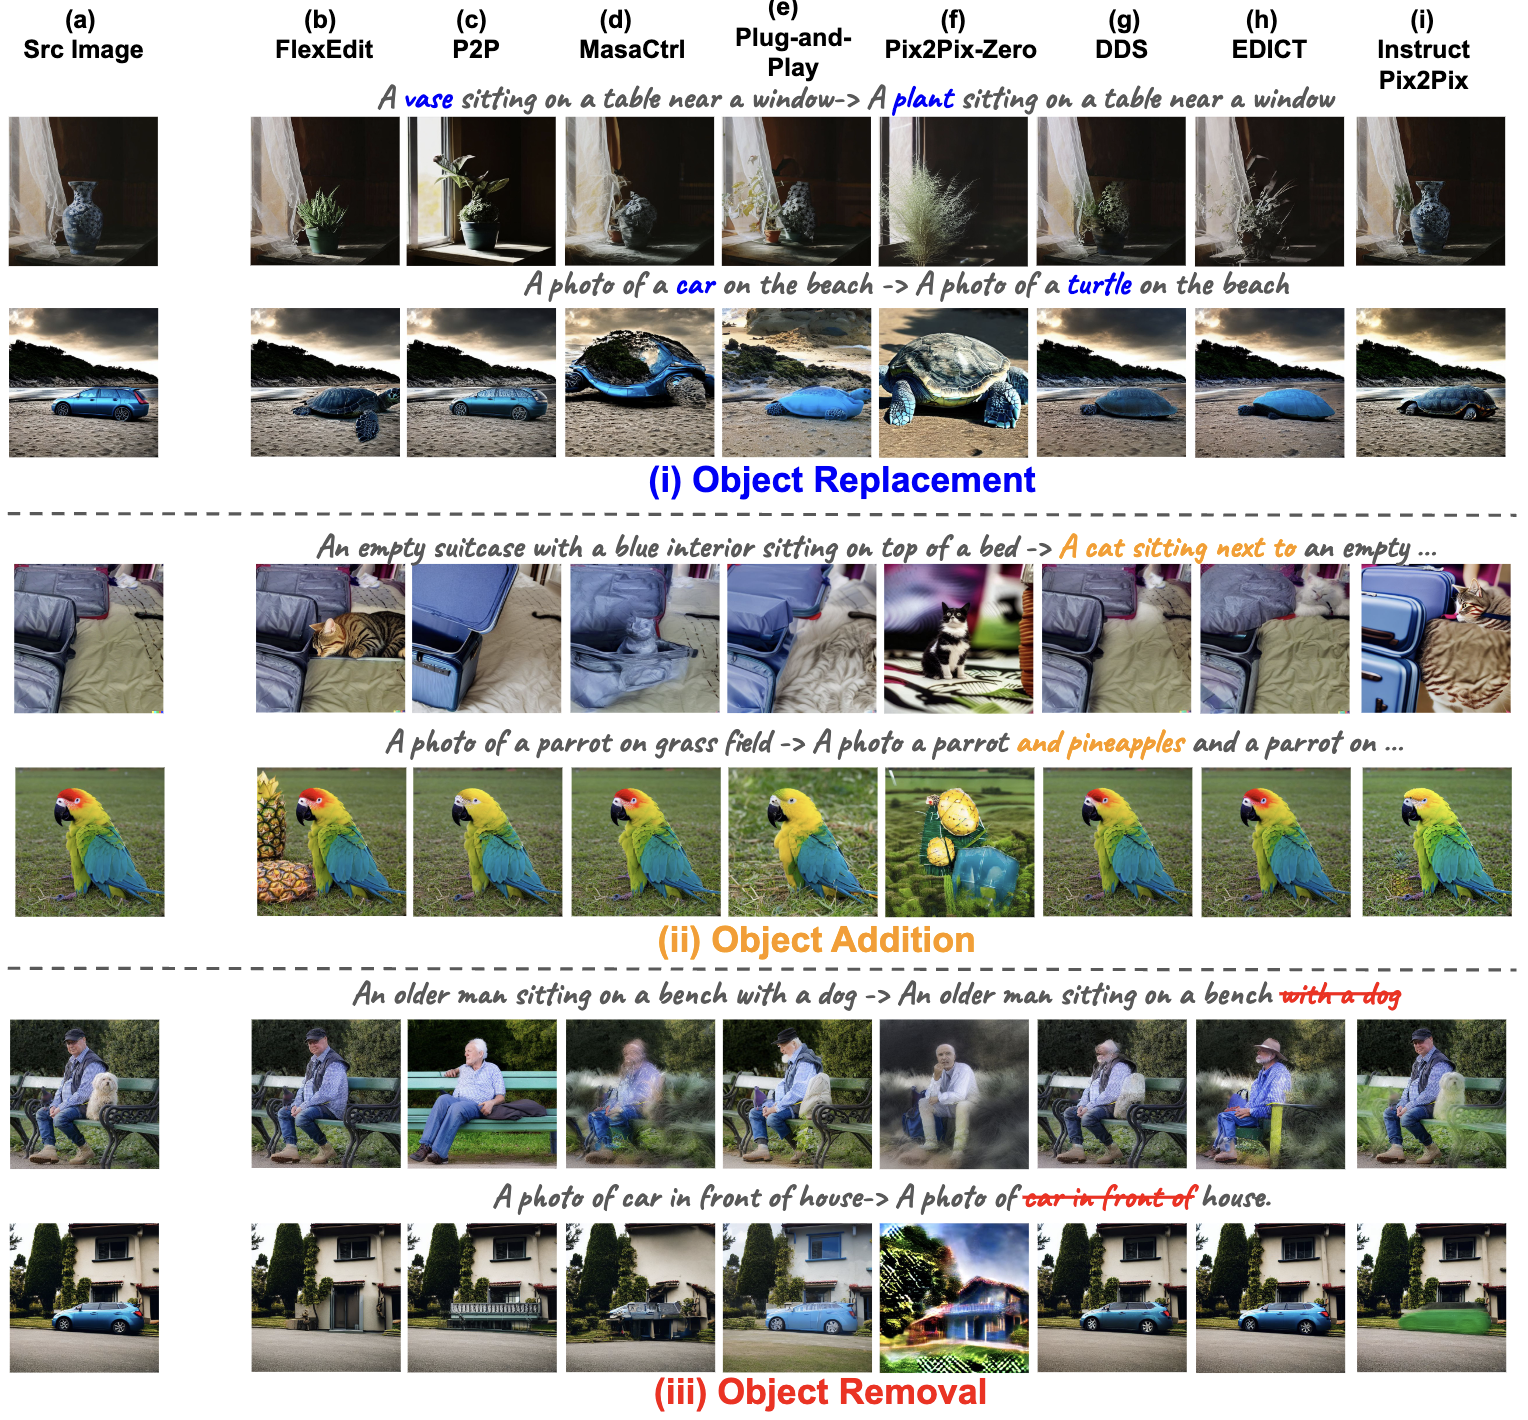 (a) (b) (c) (d) (e) (f) (g) (h) (i)
Src Image FlexEdit P2P MasaCtrl Plug-and-Play Pix2Pix-Zero DDS EDICT Instruct Pix2Pix
A vase sitting on a table near a window-> A plant sitting on a table near a window
A photo of a car on the beach -> A photo of a turtle on the beach
(i) Object Replacement
An empty suitcase with a blue interior sitting on top of a bed -> A cat sitting next to an empty ...
A photo of a parrot on grass field -> A photo a parrot and pineapples and a parrot on ...
(ii) Object Addition
An older man sitting on a bench with a dog -> An older man sitting on a bench with a dog
A photo of car in front of house-> A photo of car in front of house.
(iii) Object Removal